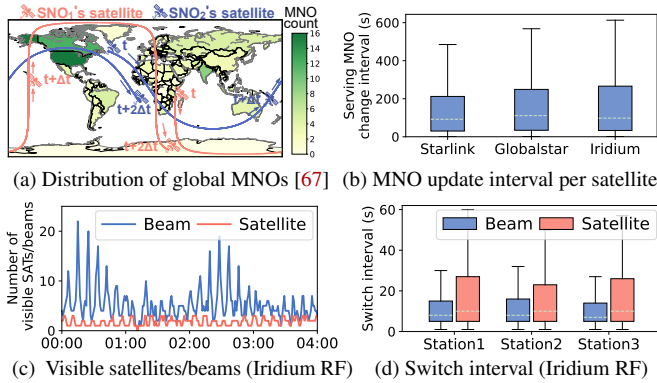 SNO₁'s satellite
SNO₂'s satellite
MNO
count
t
t+Δt
t+2Δt
t
t+Δt
t+2Δt
16
14
12
10
8
6
4
2
0
(a) Distribution of global MNOs [67]
Serving MNO
change interval (s)
600
400
200
0
Starlink Globalstar Iridium
(b) MNO update interval per satellite
Beam Satellite
Number of
visible SATs/beams
20
10
0
00:00 01:00 02:00 03:00 04:00
(c) Visible satellites/beams (Iridium RF)
Beam Satellite
Switch interval (s)
60
40
20
0
Station1 Station2 Station3
(d) Switch interval (Iridium RF)